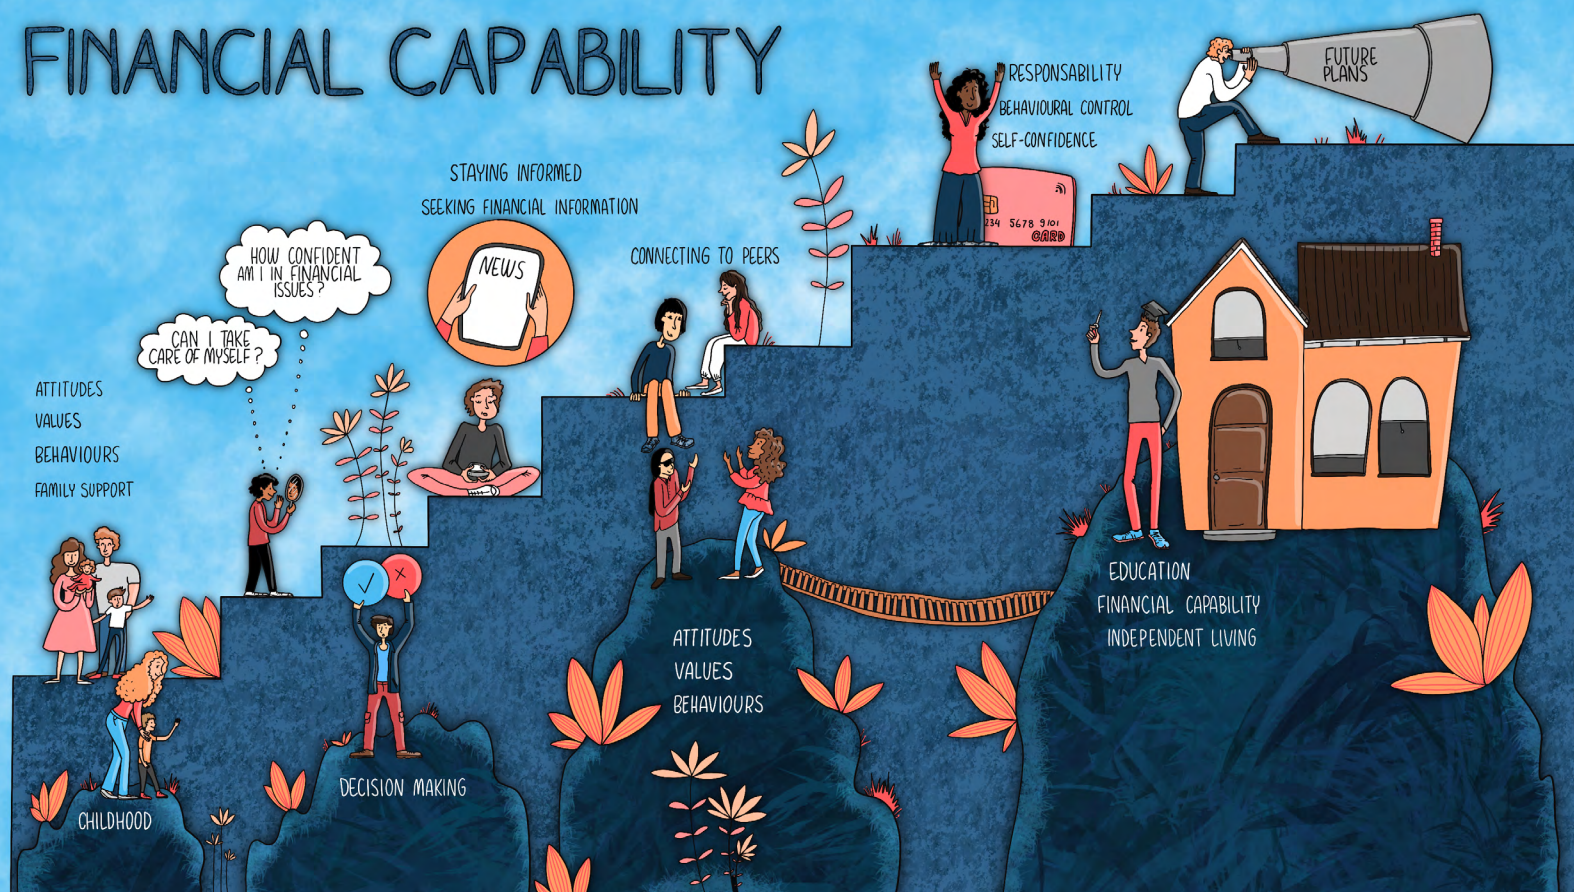 FINANCIAL CAPABILITY
FUTURE
PLANS
RESPONSABILITY
BEHAVIOURAL CONTROL
SELF-CONFIDENCE
234 5678 9101
CARD
STAYING INFORMED
SEEKING FINANCIAL INFORMATION
NEWS
CONNECTING TO PEERS
HOW CONFIDENT
AM I IN FINANCIAL
ISSUES?
CAN I TAKE
CARE OF MYSELF?
ATTITUDES
VALUES
BEHAVIOURS
FAMILY SUPPORT
CHILDHOOD
DECISION MAKING
ATTITUDES
VALUES
BEHAVIOURS
EDUCATION
FINANCIAL CAPABILITY
INDEPENDENT LIVING